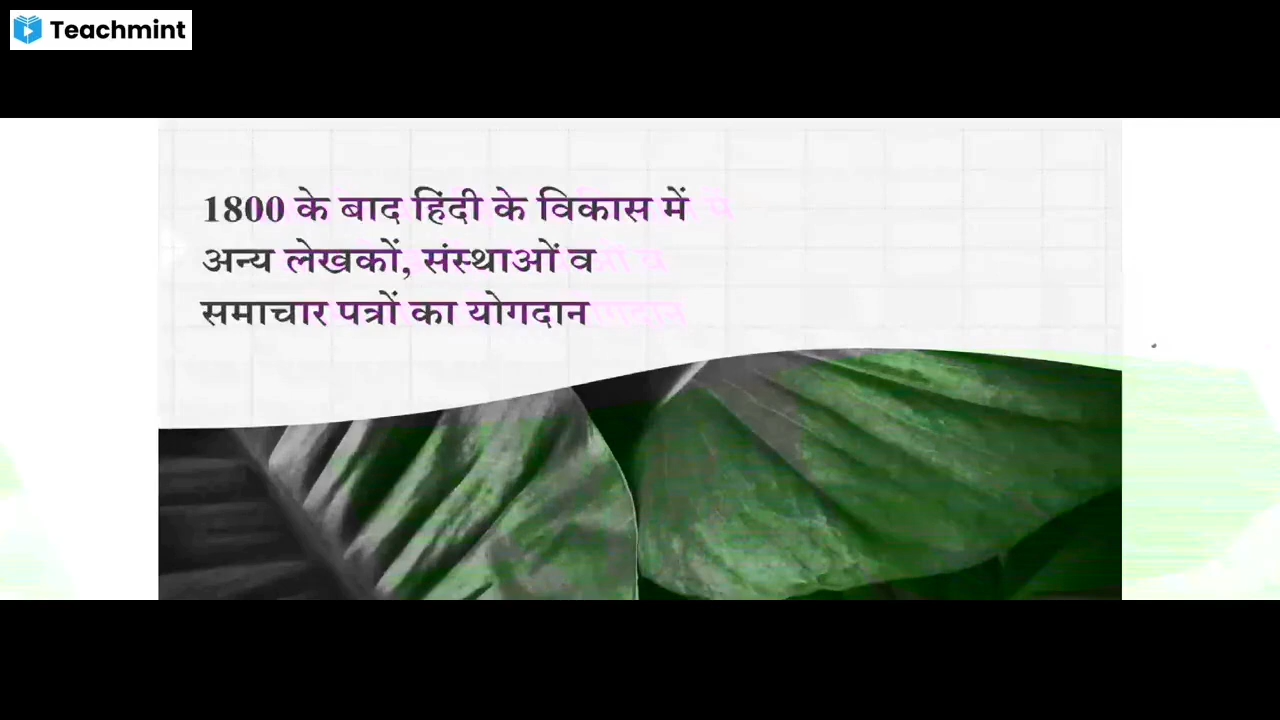 Teachmint
1800 के बाद हिंदी के विकास में
अन्य लेखकों, संस्थाओं व
समाचार पत्रों का योगदान